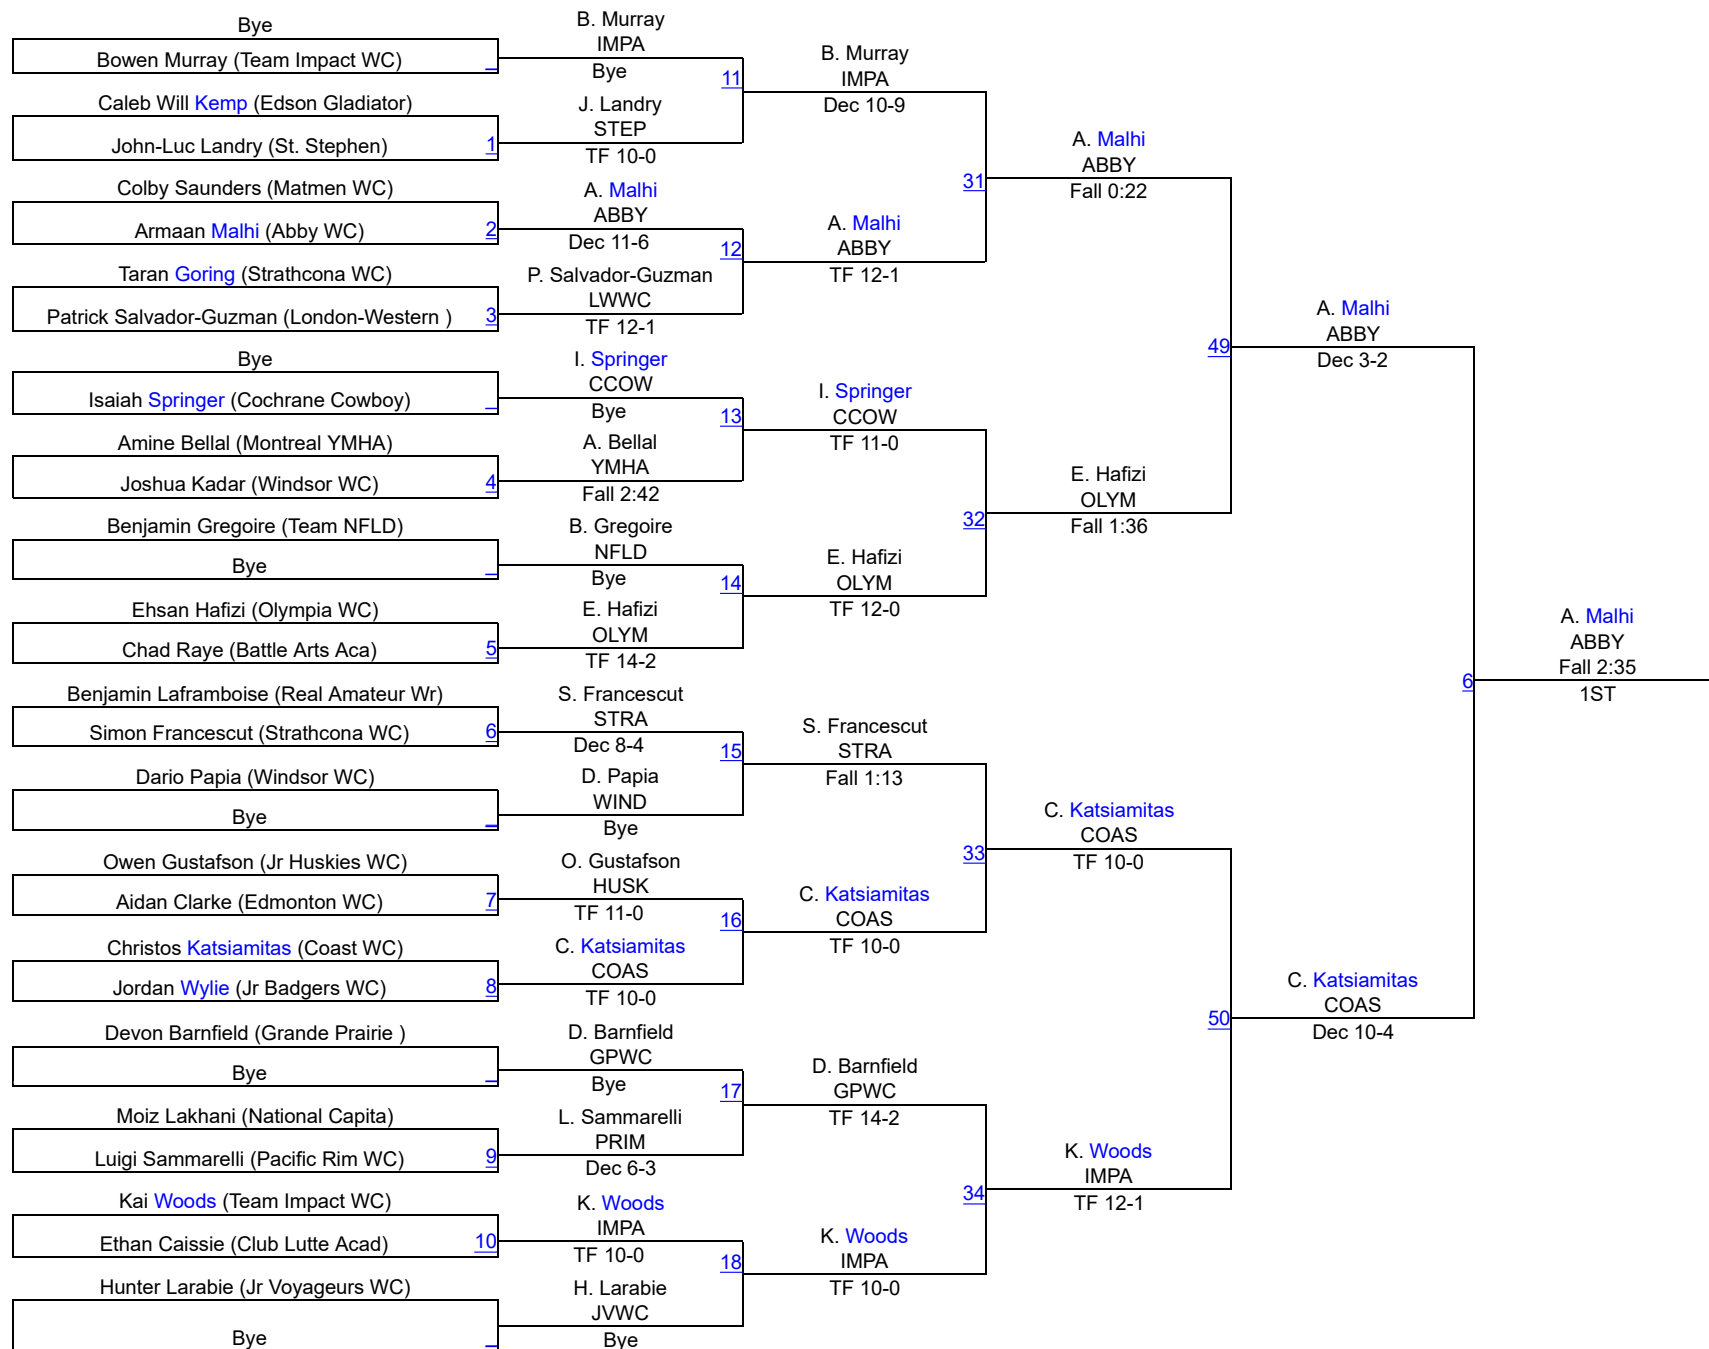 Bye
Bowen Murray (Team Impact WC)
Caleb Will Kemp (Edson Gladiator)
John-Luc Landry (St. Stephen)
1
Colby Saunders (Matmen WC)
Armaan Malhi (Abby WC)
2
Taran Goring (Strathcona WC)
Patrick Salvador-Guzman (London-Western )
3
Bye
Isaiah Springer (Cochrane Cowboy)
Amine Bellal (Montreal YMHA)
Joshua Kadar (Windsor WC)
4
Benjamin Gregoire (Team NFLD)
Bye
Ehsan Hafizi (Olympia WC)
Chad Raye (Battle Arts Aca)
5
Benjamin Laframboise (Real Amateur Wr)
Simon Francescut (Strathcona WC)
6
Dario Papia (Windsor WC)
Bye
Owen Gustafson (Jr Huskies WC)
Aidan Clarke (Edmonton WC)
7
Christos Katsiamitas (Coast WC)
Jordan Wylie (Jr Badgers WC)
8
Devon Barnfield (Grande Prairie )
Bye
Moiz Lakhani (National Capita)
Luigi Sammarelli (Pacific Rim WC)
9
Kai Woods (Team Impact WC)
Ethan Caissie (Club Lutte Acad)
10
Hunter Larabie (Jr Voyageurs WC)
Bye
B. Murray
IMPA
Bye
11
J. Landry
STEP
TF 10-0
A. Malhi
ABBY
Dec 11-6
12
P. Salvador-Guzman
LWWC
TF 12-1
I. Springer
CCOW
Bye
13
A. Bellal
YMHA
Fall 2:42
B. Gregoire
NFLD
Bye
14
E. Hafizi
OLYM
TF 14-2
S. Francescut
STRA
Dec 8-4
15
D. Papia
WIND
Bye
O. Gustafson
HUSK
TF 11-0
16
C. Katsiamitas
COAS
TF 10-0
D. Barnfield
GPWC
Bye
17
L. Sammarelli
PRIM
Dec 6-3
K. Woods
IMPA
TF 10-0
18
H. Larabie
JVWC
Bye
B. Murray
IMPA
Dec 10-9
31
A. Malhi
ABBY
TF 12-1
I. Springer
CCOW
TF 11-0
32
E. Hafizi
OLYM
TF 12-0
S. Francescut
STRA
Fall 1:13
33
C. Katsiamitas
COAS
TF 10-0
D. Barnfield
GPWC
TF 14-2
34
K. Woods
IMPA
TF 10-0
A. Malhi
ABBY
Fall 0:22
49
E. Hafizi
OLYM
Fall 1:36
C. Katsiamitas
COAS
TF 10-0
50
K. Woods
IMPA
TF 12-1
A. Malhi
ABBY
Dec 3-2
6
C. Katsiamitas
COAS
Dec 10-4
A. Malhi
ABBY
Fall 2:35
1ST